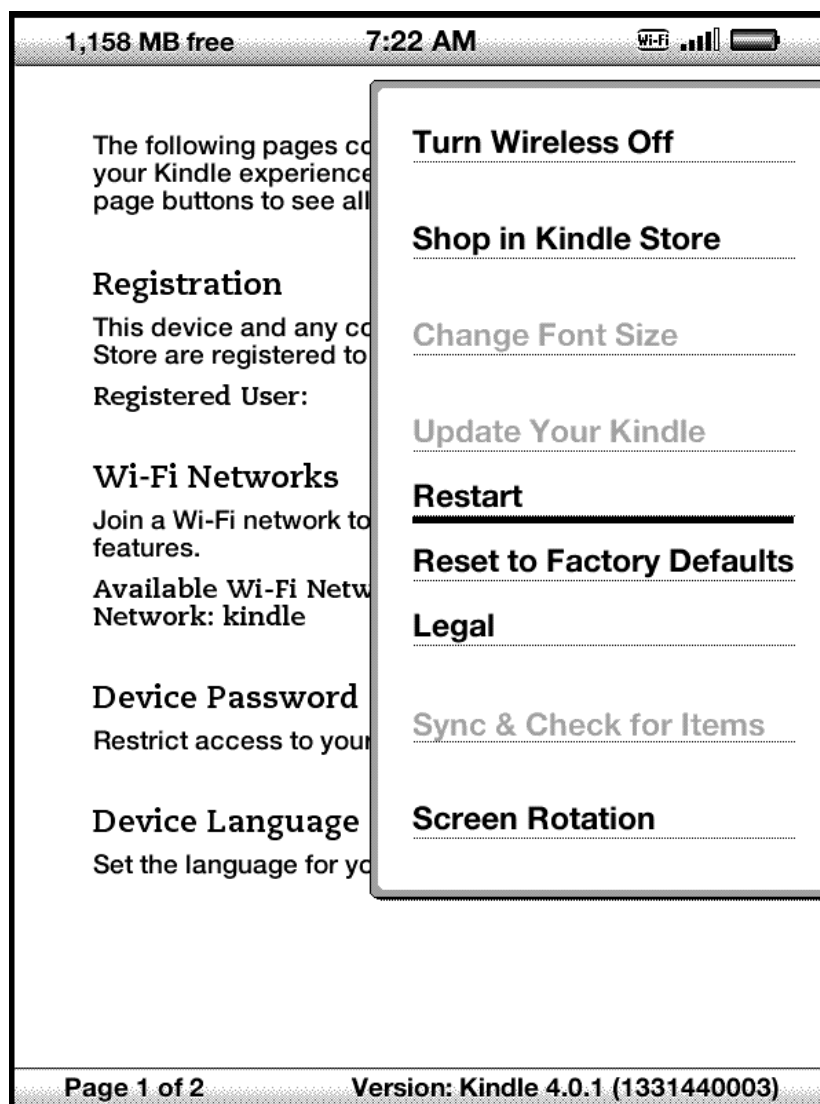 1,158 MB free 7:22 AM Wi-Fi
The following pages co
your Kindle experience
page buttons to see all
Registration
This device and any co
Store are registered to
Registered User:
Wi-Fi Networks
Join a Wi-Fi network to
features.
Available Wi-Fi Netw
Network: kindle
Device Password
Restrict access to your
Device Language
Set the language for yo
Turn Wireless Off
Shop in Kindle Store
Change Font Size
Update Your Kindle
Restart
Reset to Factory Defaults
Legal
Sync & Check for Items
Screen Rotation
Page 1 of 2 Version: Kindle 4.0.1 (1331440003)